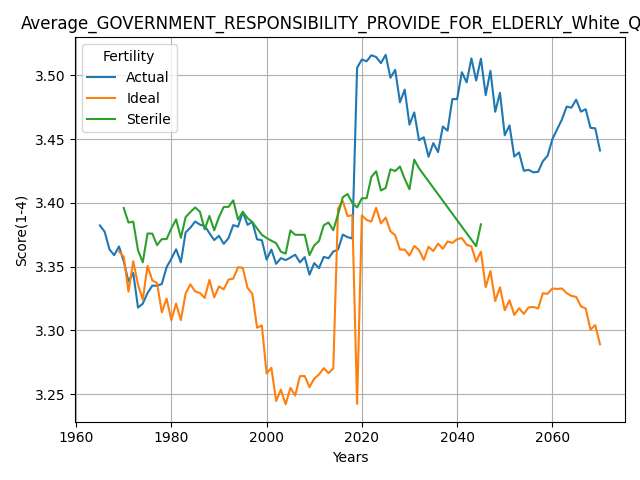 Average_GOVERNMENT_RESPONSIBILITY_PROVIDE_FOR_ELDERLY_White_Q
Fertility
Actual
Ideal
Sterile
Score(1-4)
3.50
3.45
3.40
3.35
3.30
3.25
1960 1980 2000 2020 2040 2060
Years